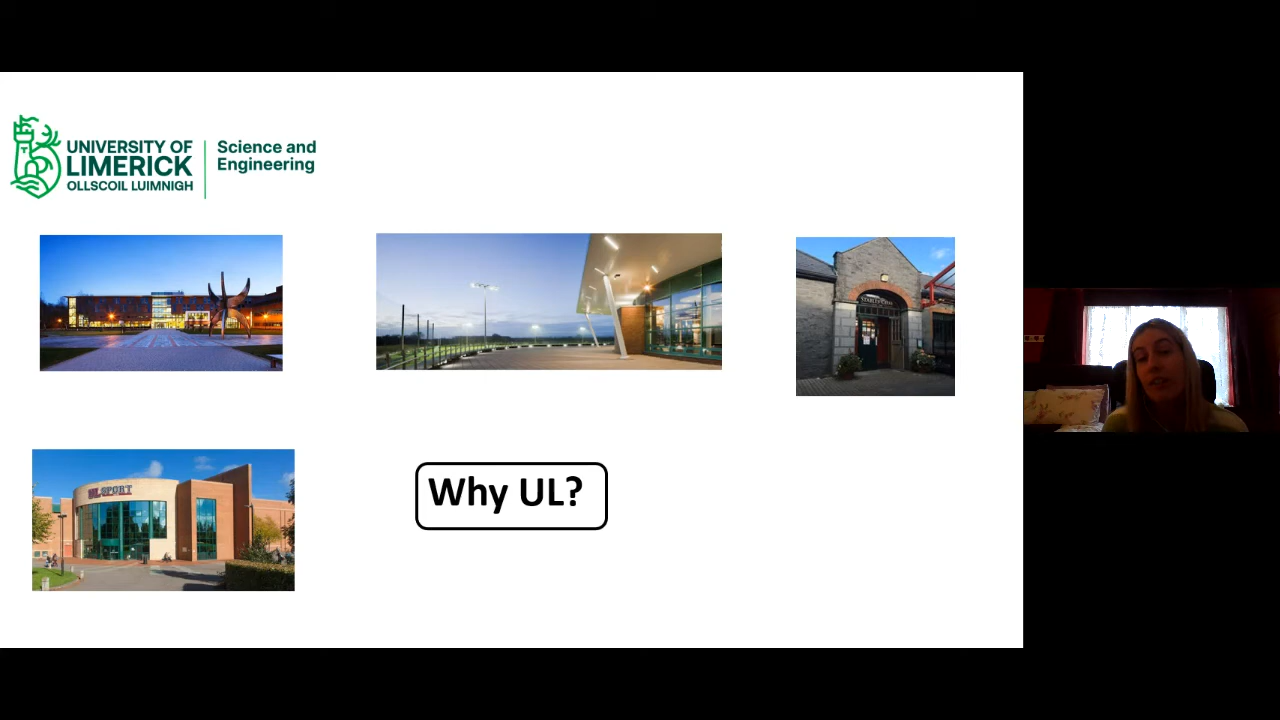 UNIVERSITY OF
LIMERICK
OLLSCOIL LUIMNIGH
Science and
Engineering
UL SPORT
Why UL?